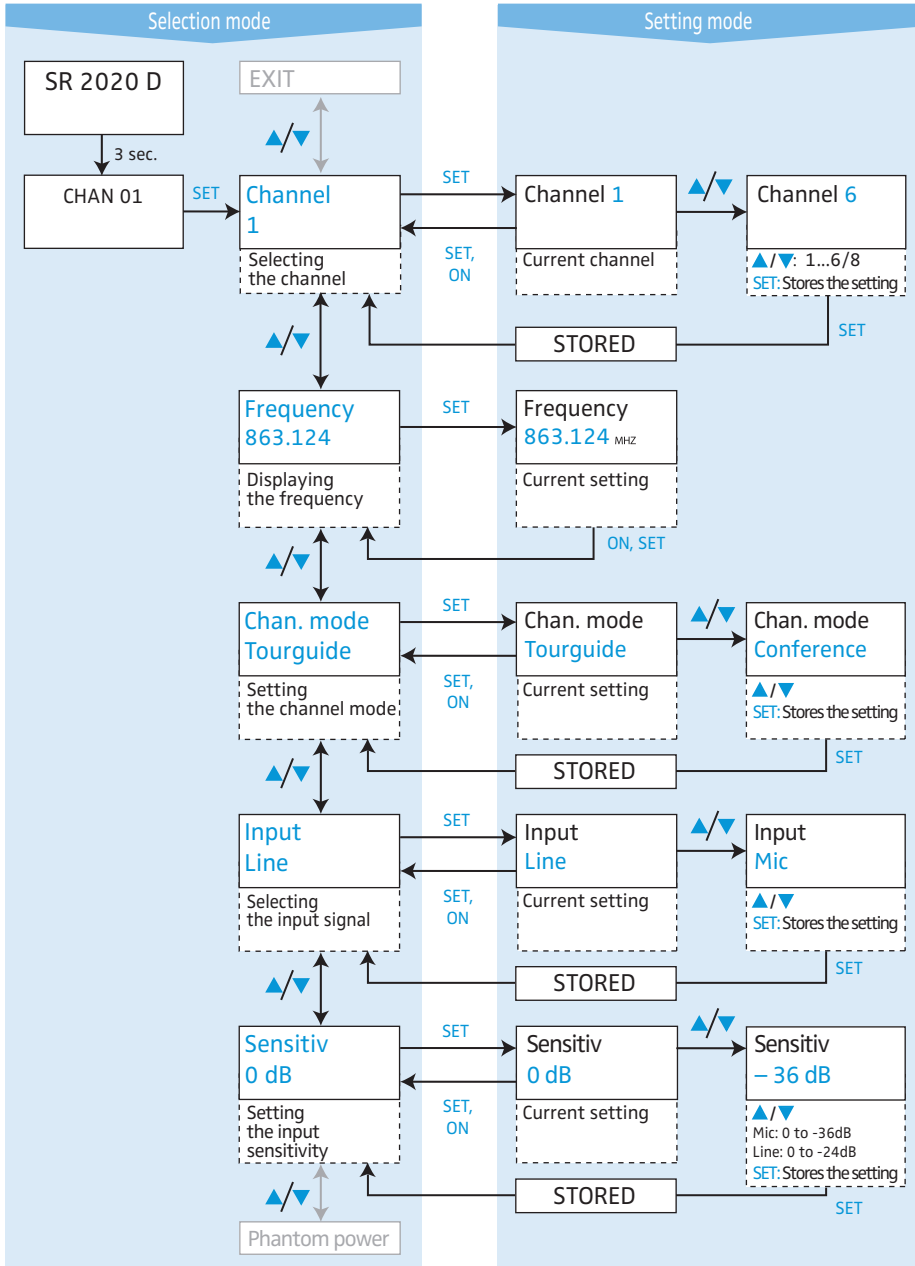 Selection mode
Setting mode
SR 2020 D
3 sec.
CHAN 01
SET
EXIT
▲/▼
Channel
1
Selecting
the channel
SET
SET,
ON
Channel 1
Current channel
▲/▼
Channel 6
▲/▼: 1...6/8
SET: Stores the setting
SET
STORED
▲/▼
Frequency
863.124
Displaying
the frequency
SET
Frequency
863.124 MHZ
Current setting
ON, SET
▲/▼
Chan. mode
Tourguide
Setting
the channel mode
SET
SET,
ON
Chan. mode
Tourguide
Current setting
▲/▼
Chan. mode
Conference
▲/▼
SET: Stores the setting
SET
STORED
▲/▼
Input
Line
Selecting
the input signal
SET
SET,
ON
Input
Line
Current setting
▲/▼
Input
Mic
▲/▼
SET: Stores the setting
SET
STORED
▲/▼
Sensitiv
0 dB
Setting
the input
sensitivity
SET
SET,
ON
Sensitiv
0 dB
Current setting
▲/▼
Sensitiv
– 36 dB
▲/▼
Mic: 0 to -36dB
Line: 0 to -24dB
SET: Stores the setting
SET
STORED
▲/▼
Phantom power